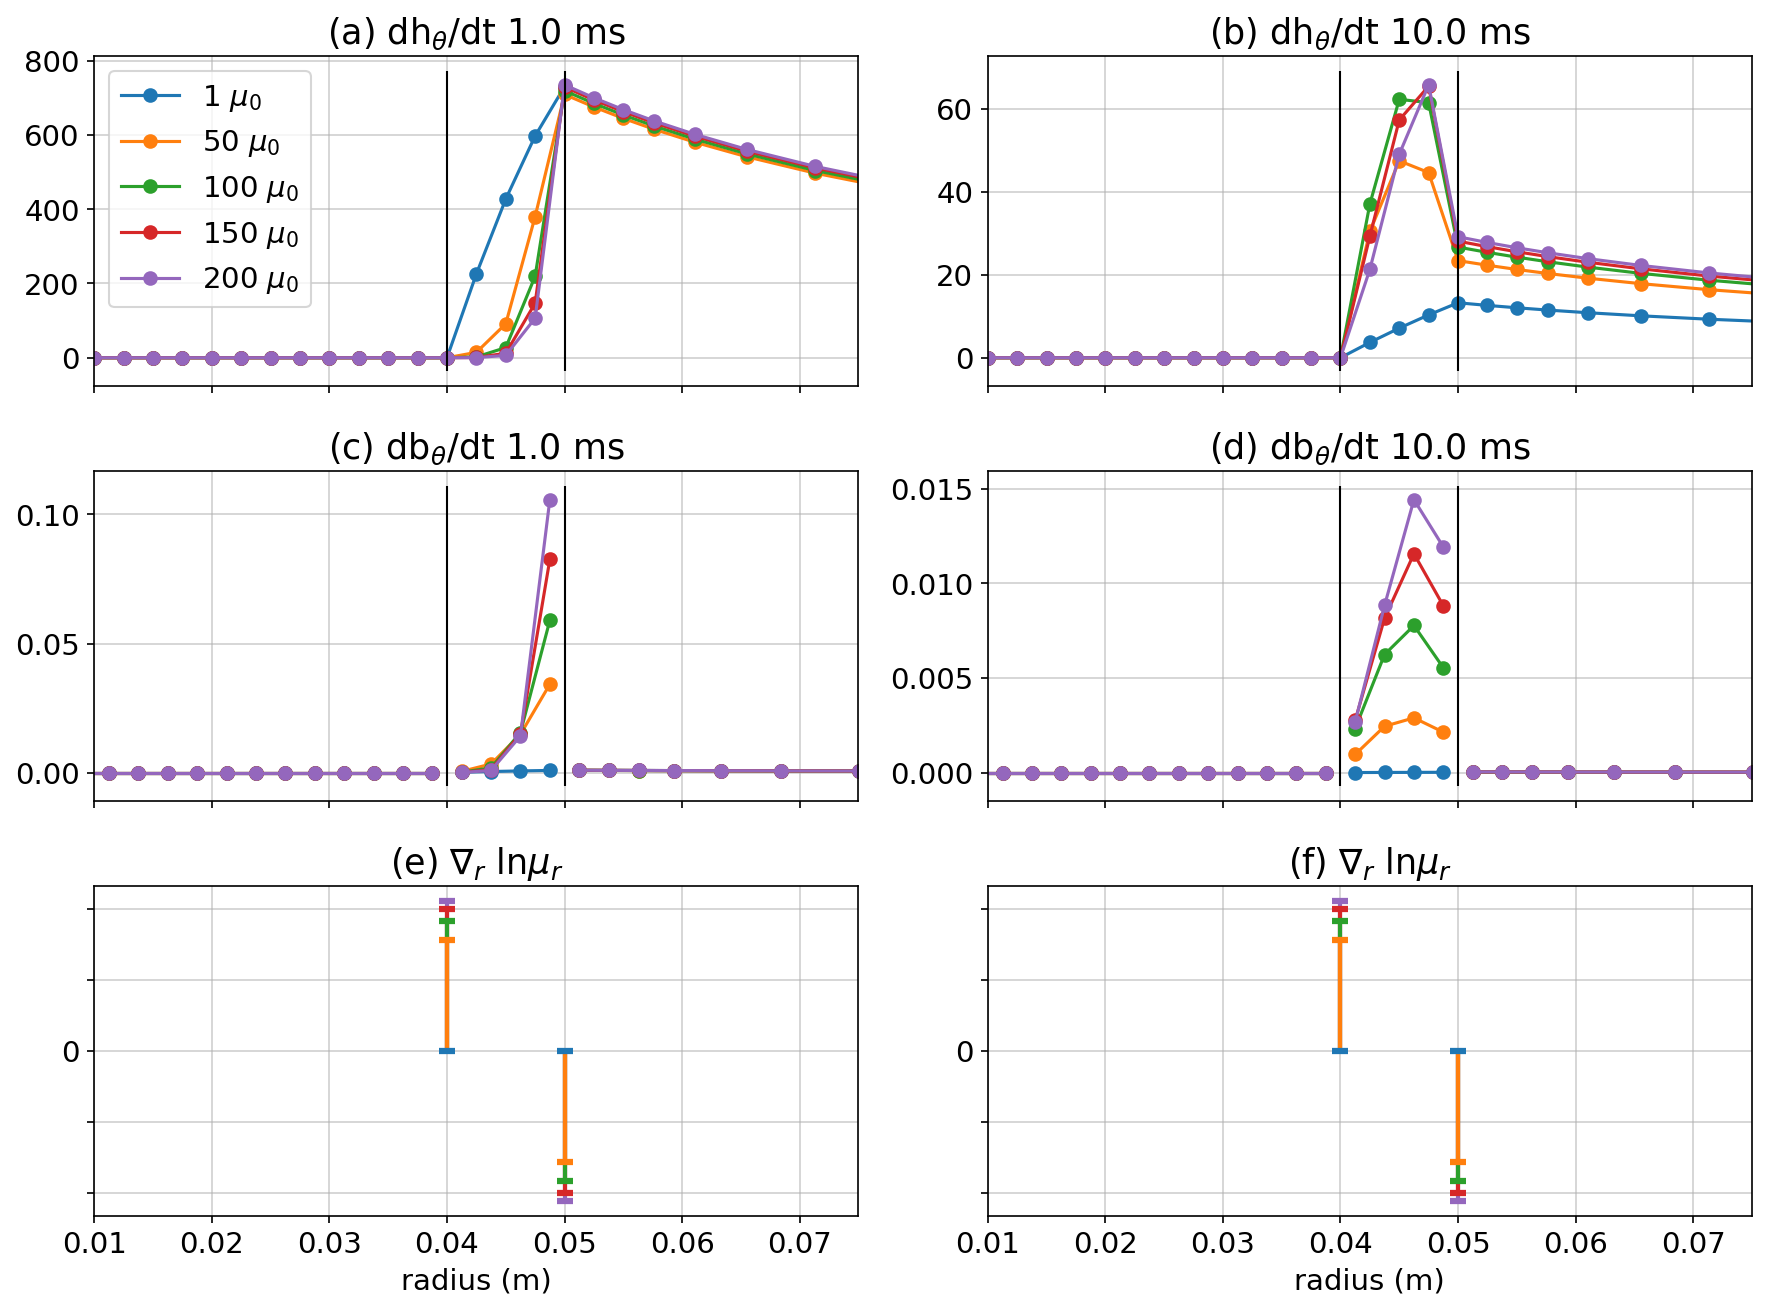 (a) dh_θ/dt 1.0 ms
(b) dh_θ/dt 10.0 ms
800
600
400
200
0
1 μ₀
50 μ₀
100 μ₀
150 μ₀
200 μ₀
60
40
20
0
(c) db_θ/dt 1.0 ms
(d) db_θ/dt 10.0 ms
0.10
0.05
0.00
0.015
0.010
0.005
0.000
(e) ∇ᵣ lnμᵣ
(f) ∇ᵣ lnμᵣ
0
0
0.01 0.02 0.03 0.04 0.05 0.06 0.07
0.01 0.02 0.03 0.04 0.05 0.06 0.07
radius (m)
radius (m)